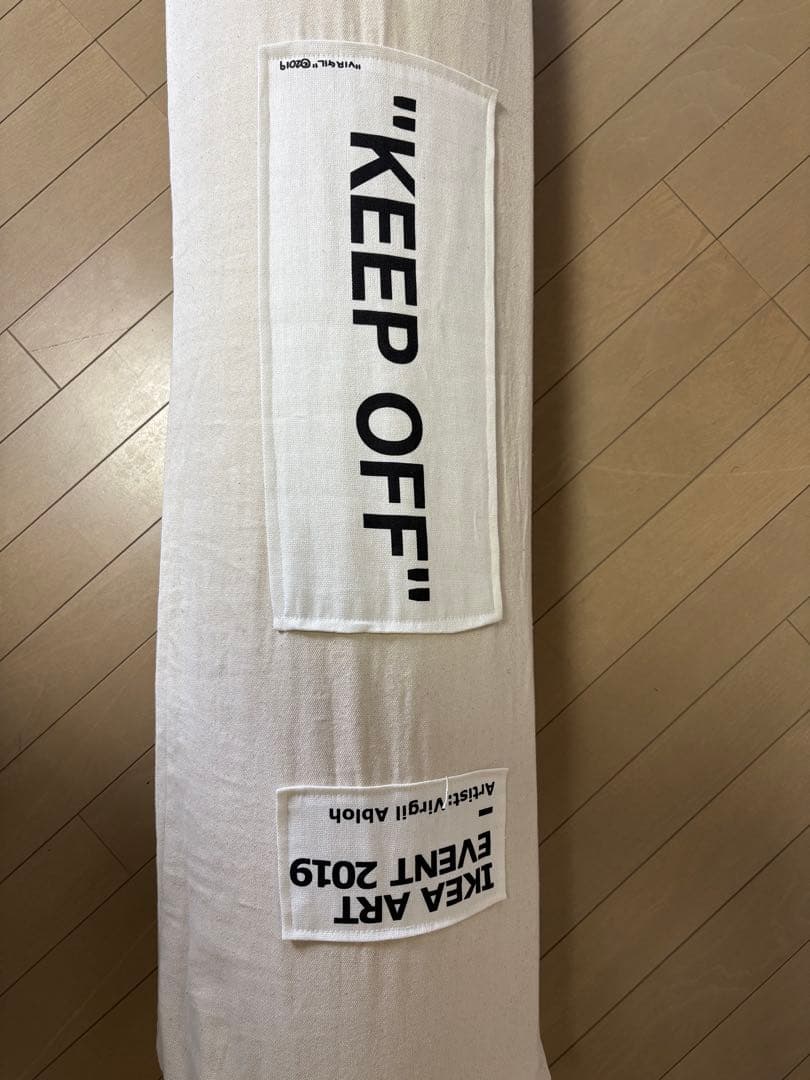 "VIRGIL" ©2019
"KEEP OFF"
IKEA ART
EVENT 2019
Artist:Virgil Abloh